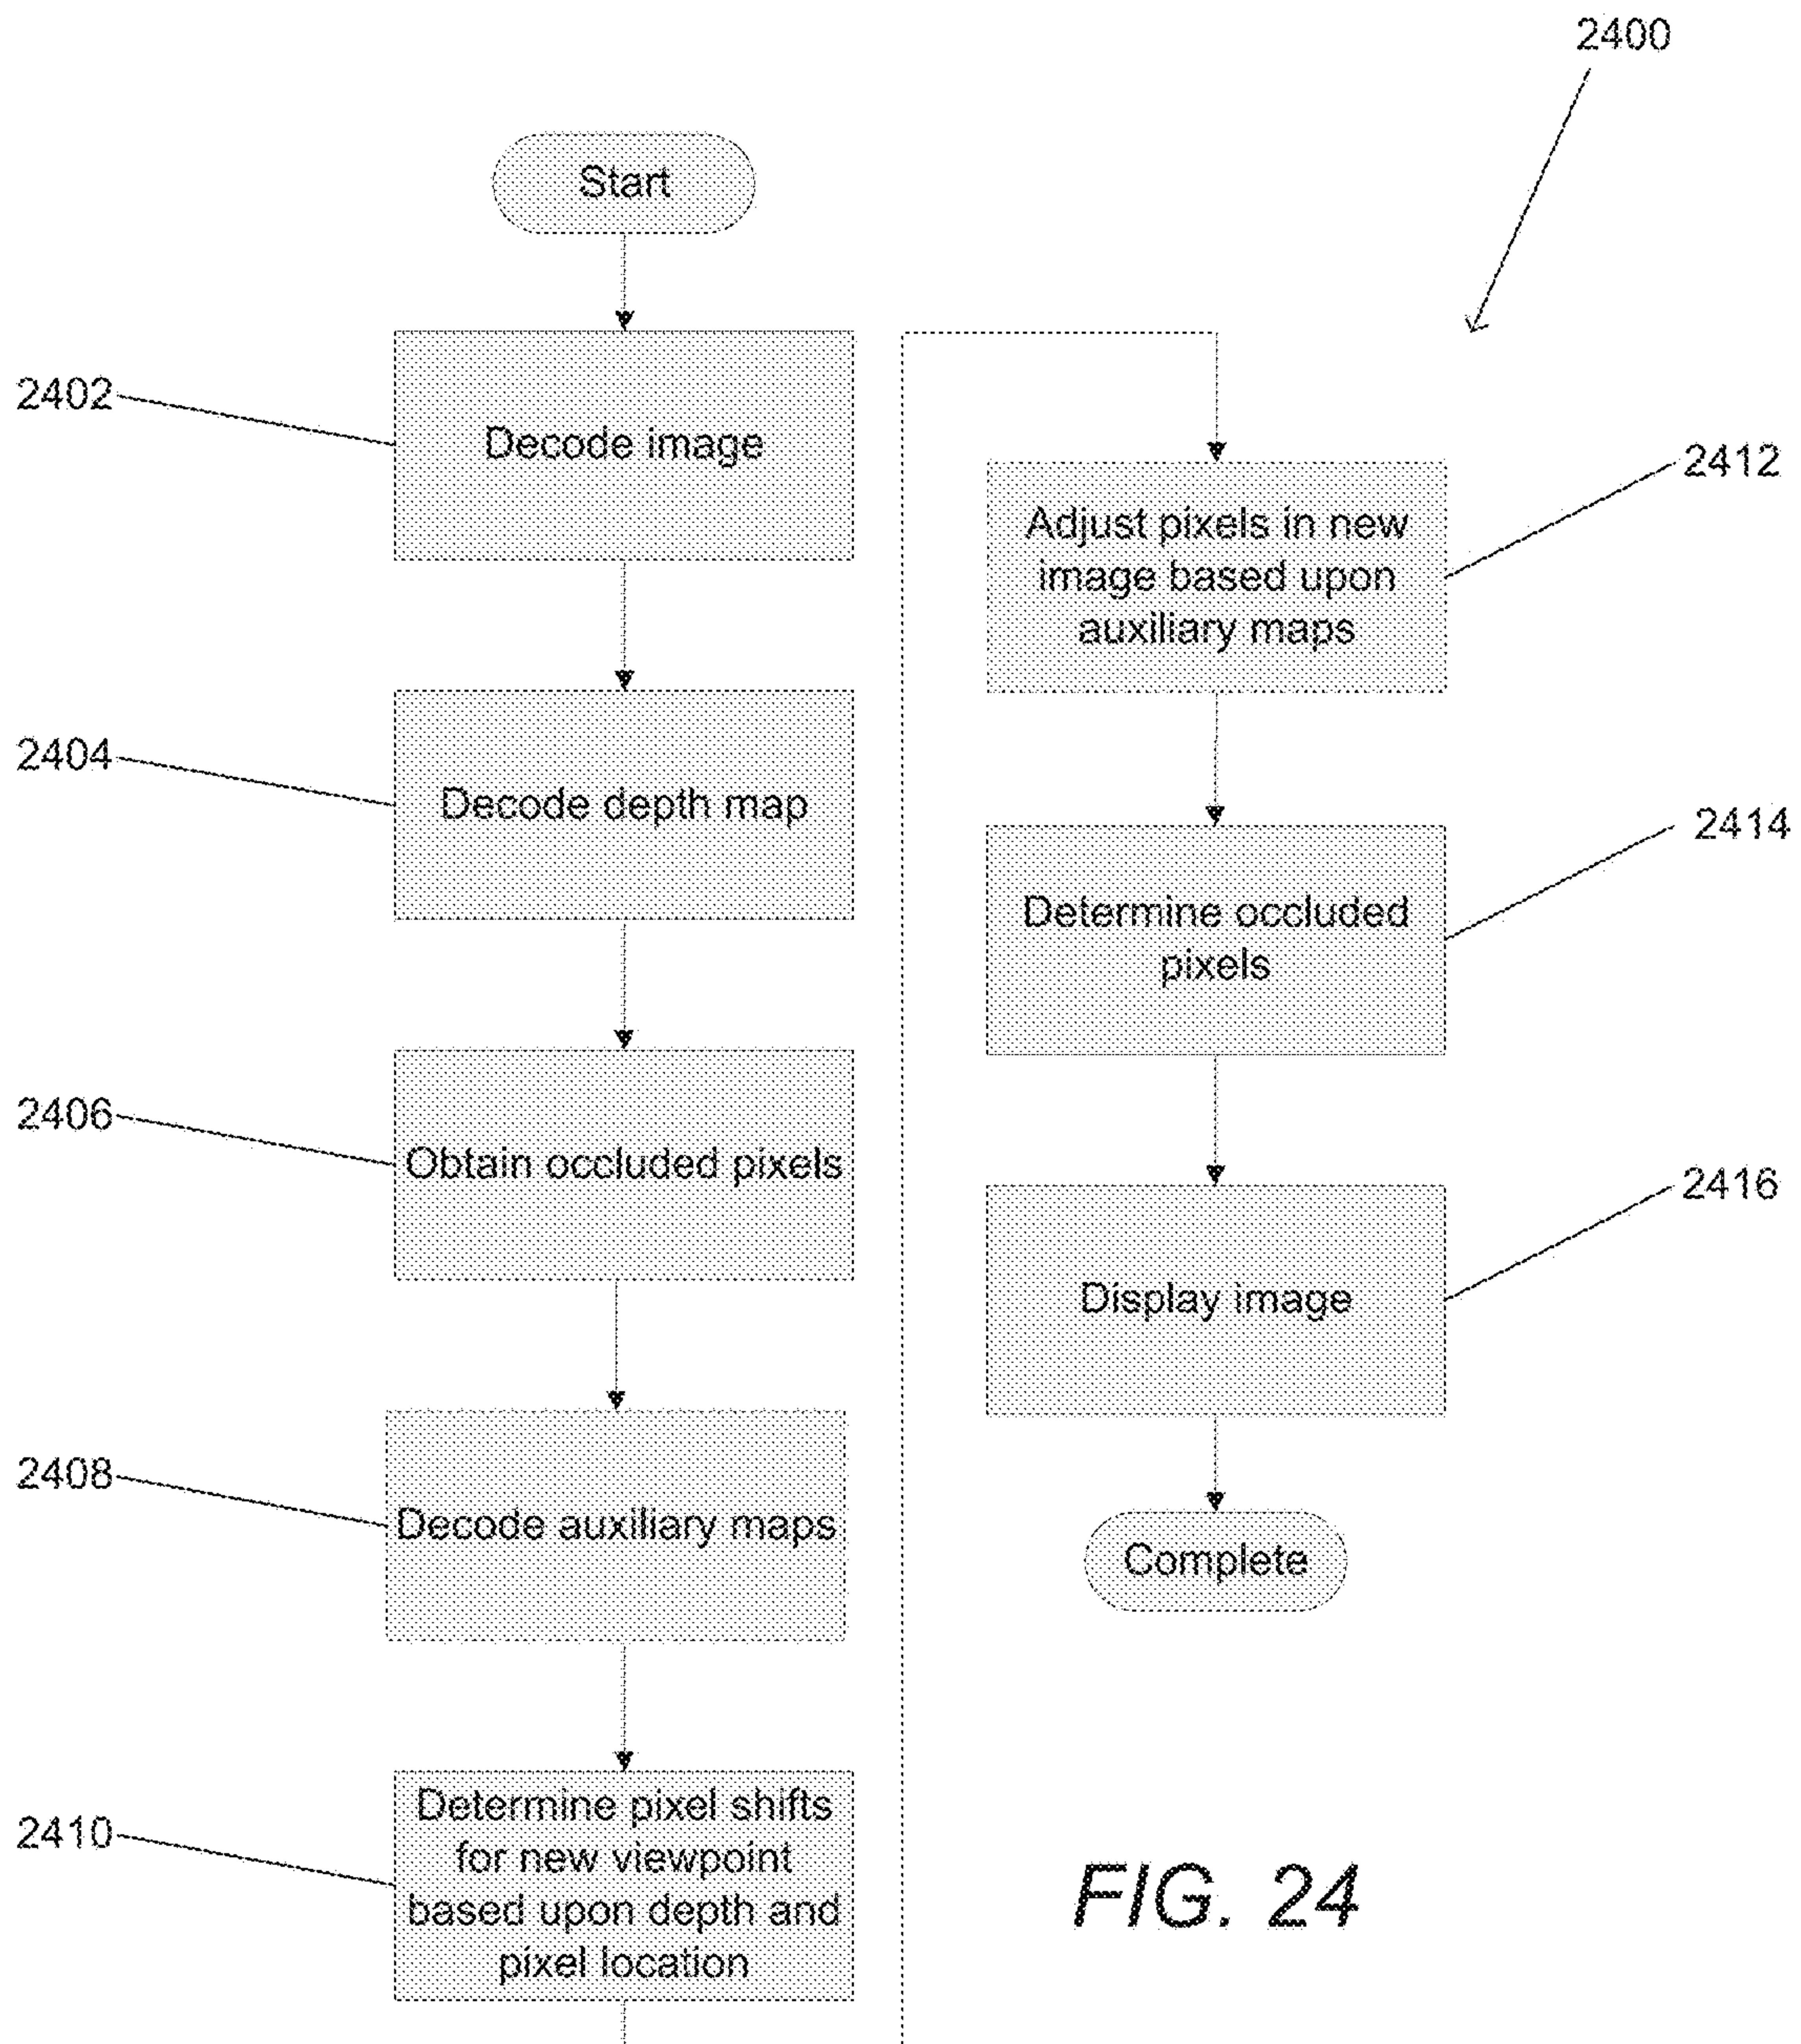 2400
Start
2402
Decode image
2404
Decode depth map
2406
Obtain occluded pixels
2408
Decode auxiliary maps
2410
Determine pixel shifts
for new viewpoint
based upon depth and
pixel location
2412
Adjust pixels in new
image based upon
auxiliary maps
2414
Determine occluded
pixels
2416
Display image
Complete
FIG. 24